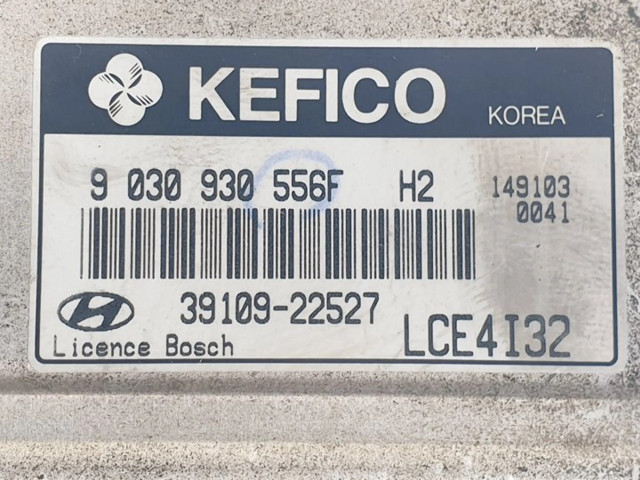 KEFICO KOREA
9 030 930 556F H2 149103
0041
39109-22527 LCE4I32
Licence Bosch